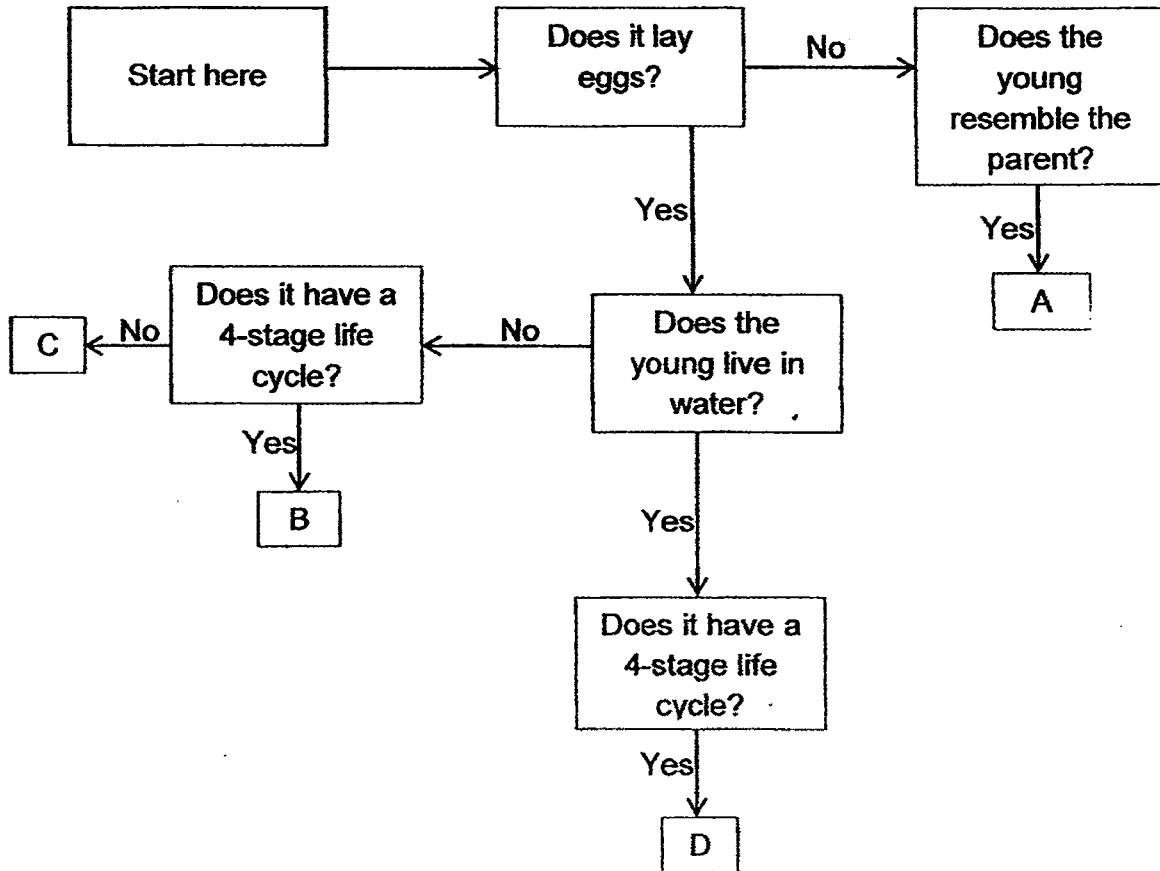 Start here
Does it lay
eggs?
No
Does the
young
resemble the
parent?
Yes
Yes
A
Does it have a
4-stage life
cycle?
No
C
No
Does the
young live in
water?
Yes
B
Yes
Does it have a
4-stage life
cycle?
Yes
D